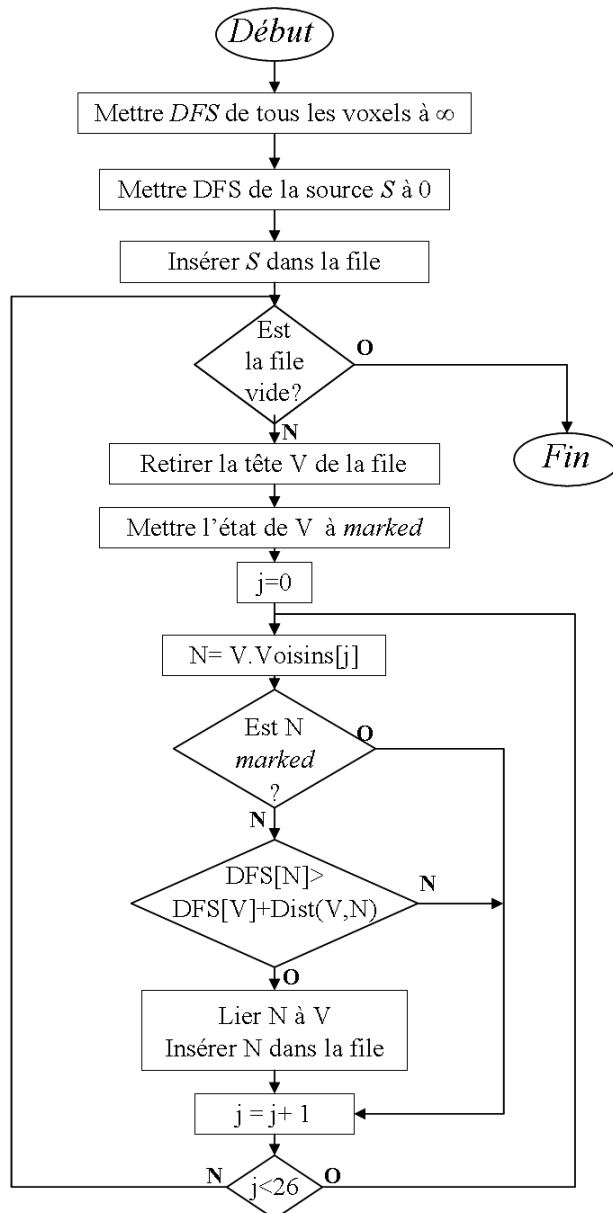 Début
Mettre DFS de tous les voxels à ∞
Mettre DFS de la source S à 0
Insérer S dans la file
Est
la file
vide?
O
N
Fin
Retirer la tête V de la file
Mettre l'état de V à marked
j=0
N= V.Voisins[j]
Est N
marked
?
O
N
DFS[N]>
DFS[V]+Dist(V,N)
N
O
Lier N à V
Insérer N dans la file
j = j+ 1
N
j<26
O